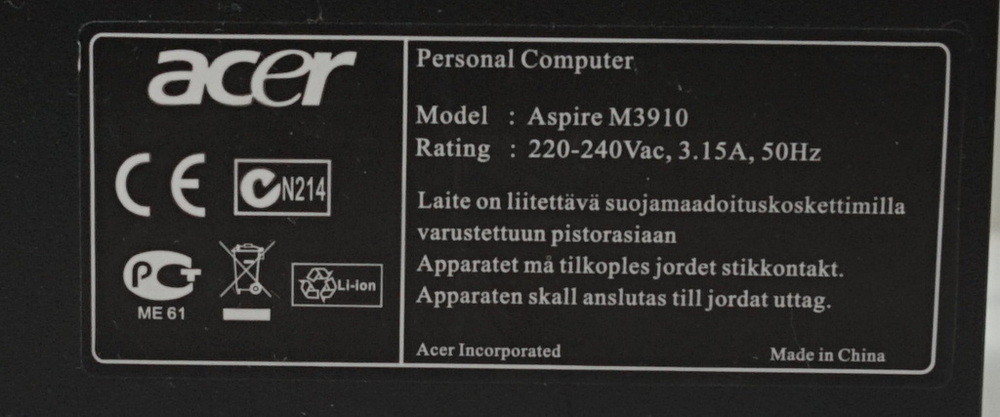 acer
Personal Computer
Model : Aspire M3910
Rating : 220-240Vac, 3.15A, 50Hz
CE N214
Laite on liitettävä suojamaadoituskoskettimilla
varustettuun pistorasiaan
Apparatet må tilkoples jordet stikkontakt.
Apparaten skall anslutas till jordat uttag.
PCT
ME 61
Li-ion
Acer Incorporated
Made in China